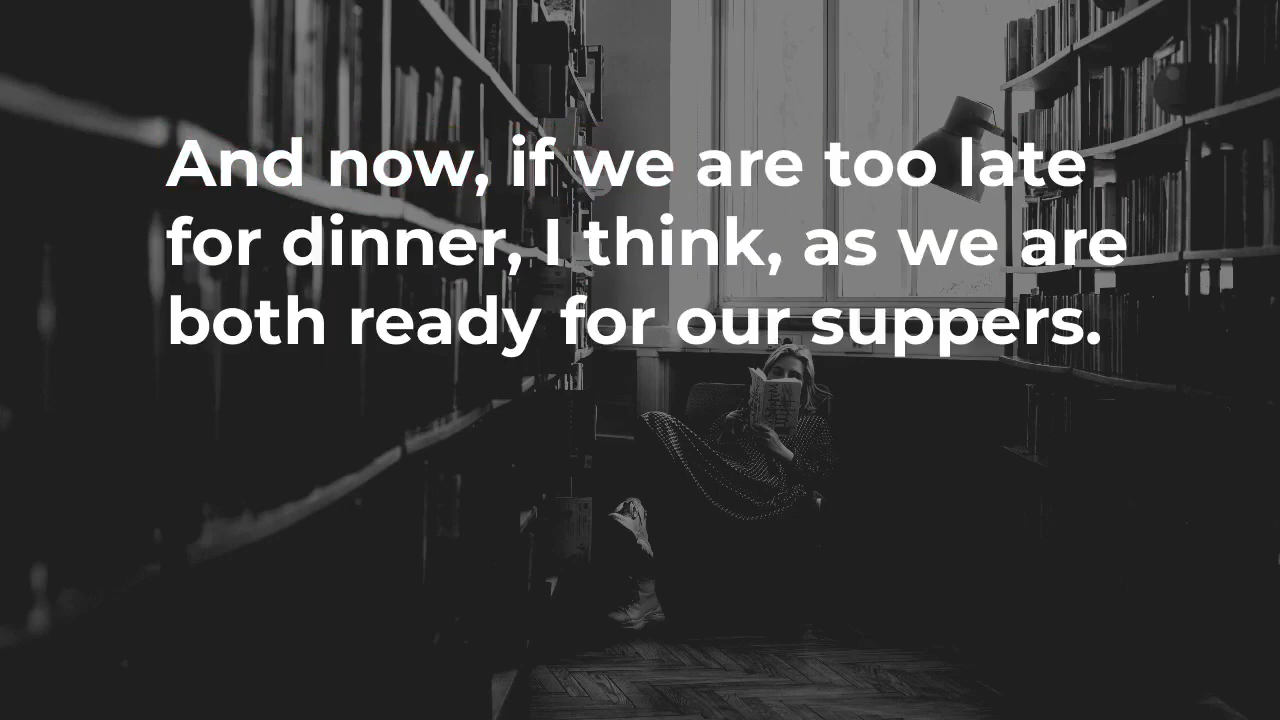 And now, if we are too late
for dinner, I think, as we are
both ready for our suppers.